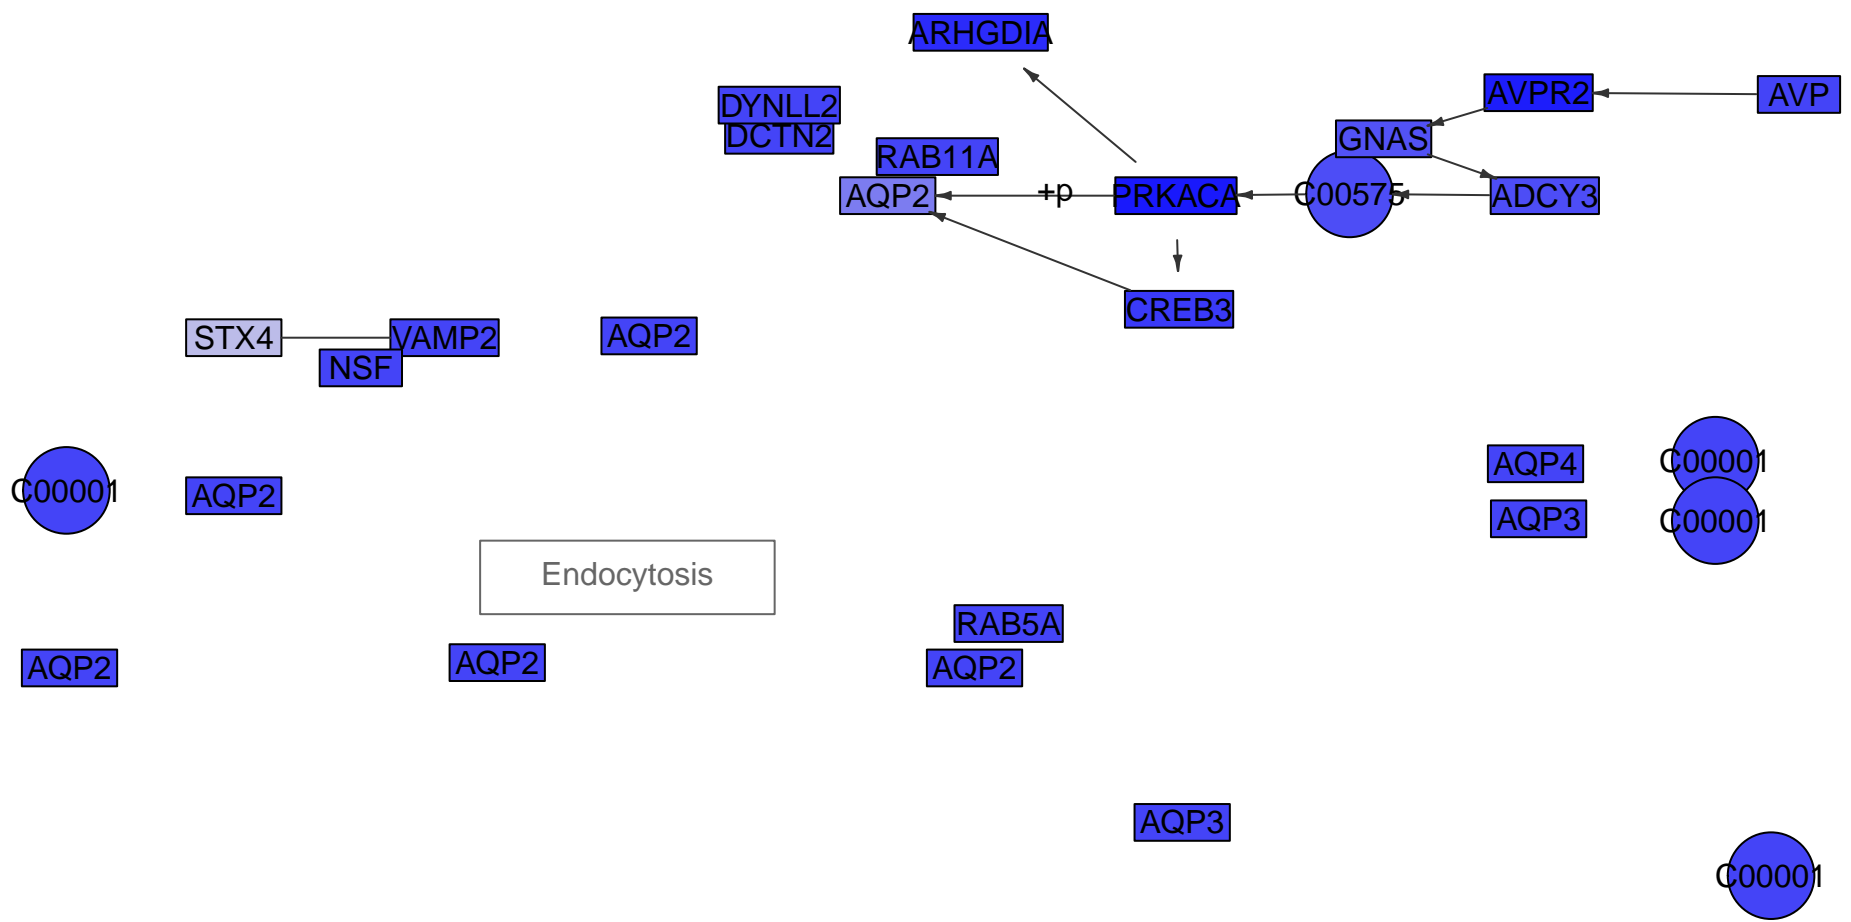 ARHGDIA
DYNLL2
AVPR2
AVP
DCTN2
GNAS
RAB11A
AQP2
+p
PRKACA
C00575
ADCY3
CREB3
STX4
VAMP2
AQP2
NSF
C00001
AQP2
AQP4
C00001
AQP3
C00001
Endocytosis
RAB5A
AQP2
AQP2
AQP2
AQP3
C00001